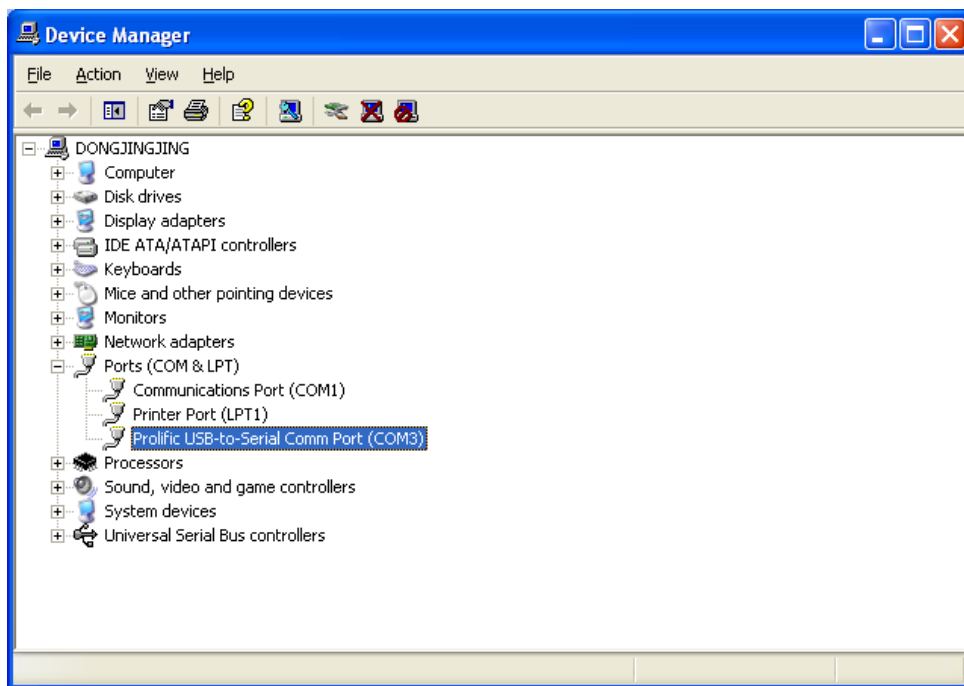 Device Manager
File Action View Help
DONGJINGJING
Computer
Disk drives
Display adapters
IDE ATA/ATAPI controllers
Keyboards
Mice and other pointing devices
Monitors
Network adapters
Ports (COM & LPT)
Communications Port (COM1)
Printer Port (LPT1)
Prolific USB-to-Serial Comm Port (COM3)
Processors
Sound, video and game controllers
System devices
Universal Serial Bus controllers